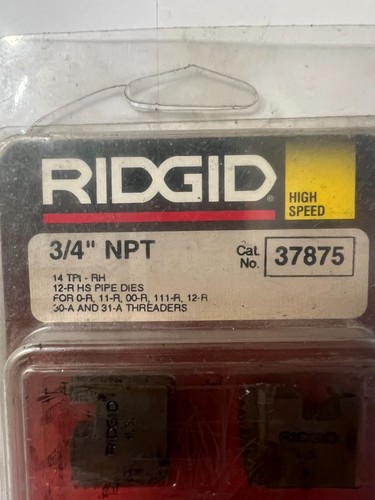 RIDGID®
HIGH
SPEED
3/4" NPT
Cat.
No.
37875
14 TPI - RH
12-R HS PIPE DIES
FOR 0-R, 11-R, 00-R, 111-R, 12-R
30-A AND 31-A THREADERS
RIDGID
RIDGID